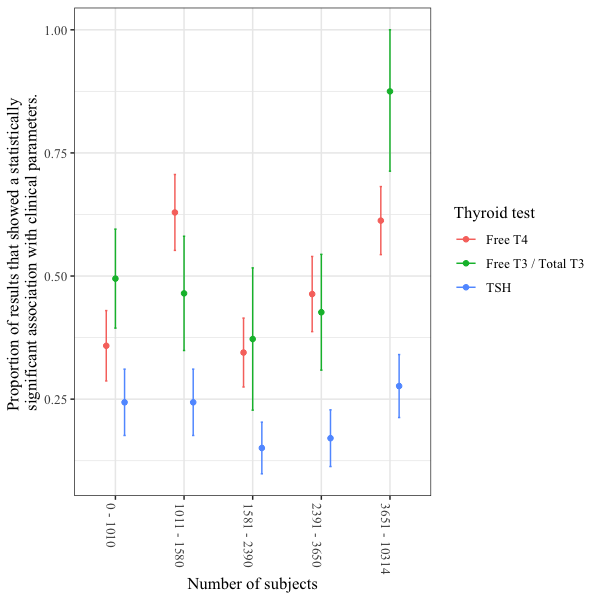 Proportion of results that showed a statistically
significant association with clinical parameters.
1.00
0.75
0.50
0.25
0 - 1010
1011 - 1580
1581 - 2390
2391 - 3650
3651 - 10314
Number of subjects
Thyroid test
Free T4
Free T3 / Total T3
TSH